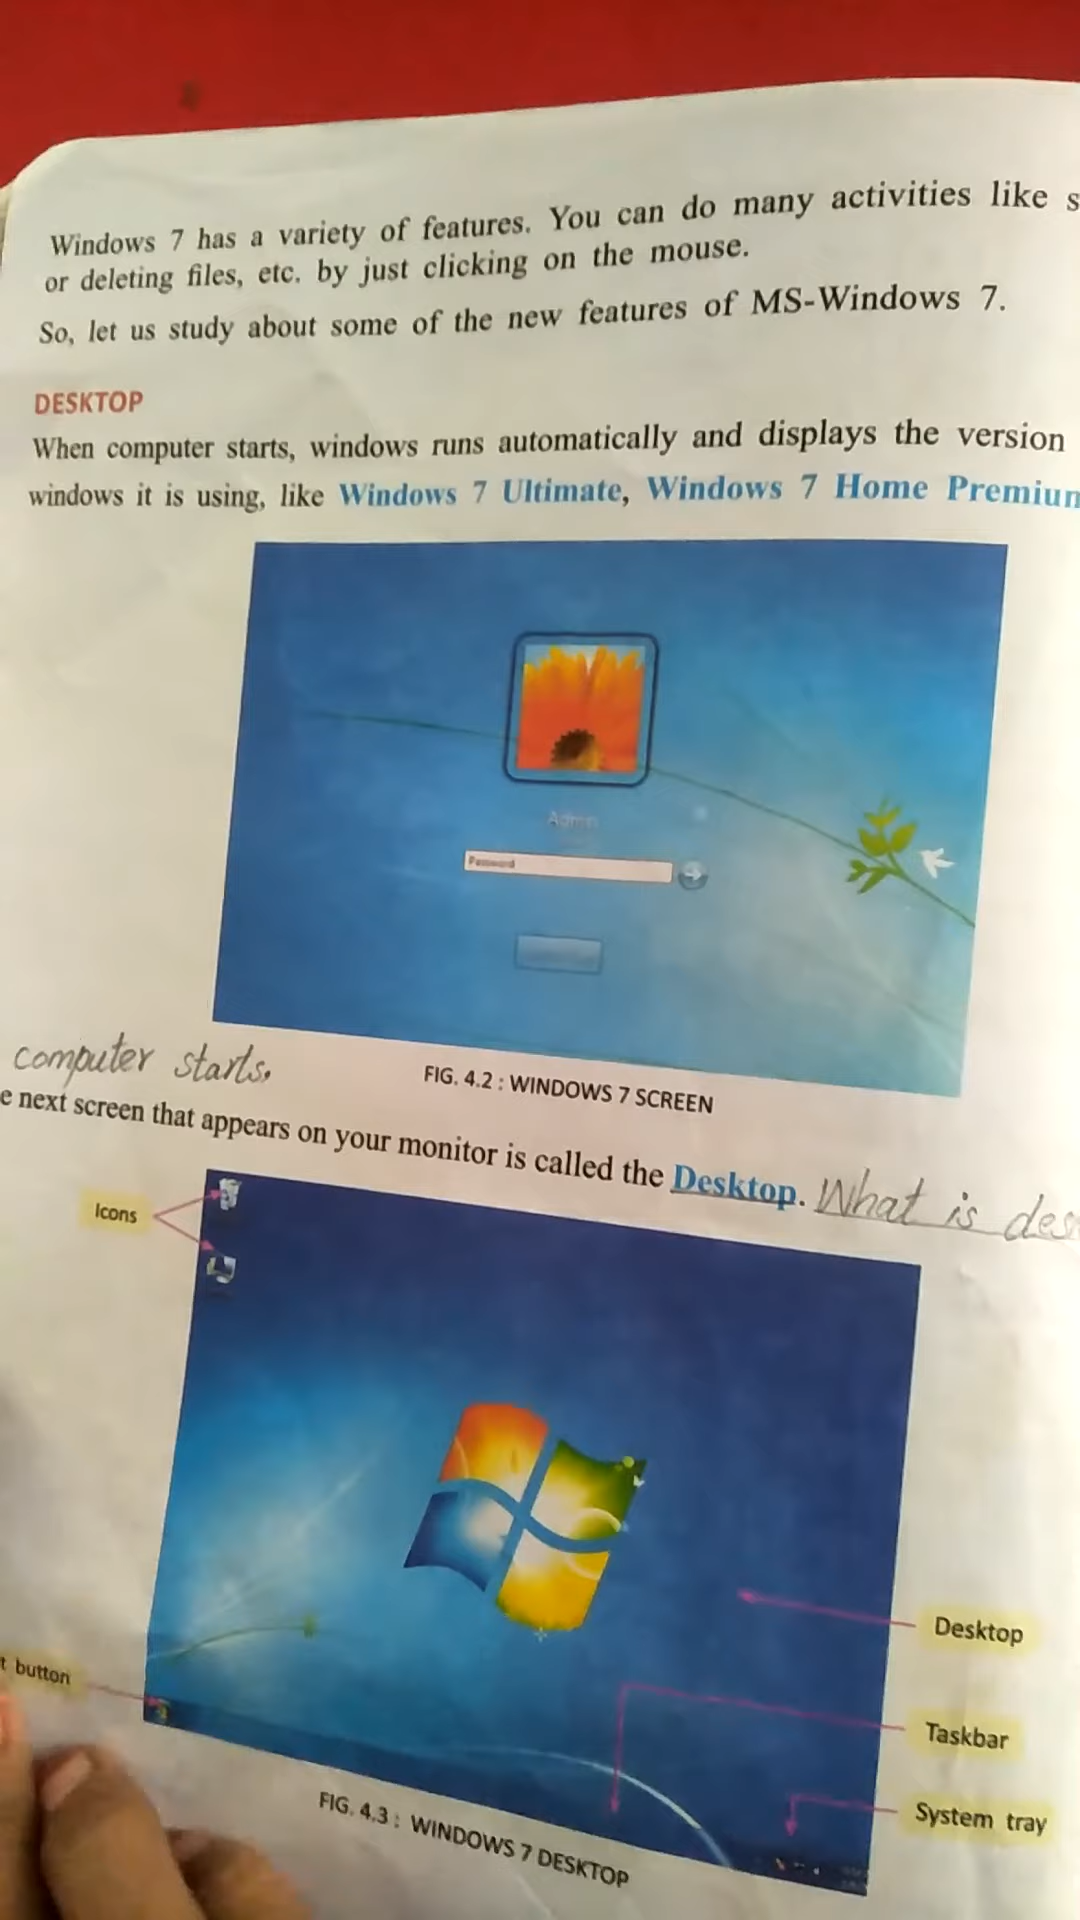 Windows 7 has a variety of features. You can do many activities like s
or deleting files, etc. by just clicking on the mouse.
So, let us study about some of the new features of MS-Windows 7.
DESKTOP
When computer starts, windows runs automatically and displays the version
windows it is using, like Windows 7 Ultimate, Windows 7 Home Premium
Admin
Password
FIG. 4.2 : WINDOWS 7 SCREEN
computer starts.
e next screen that appears on your monitor is called the Desktop. What is des
Icons
Desktop
t button
Taskbar
System tray
FIG. 4.3 : WINDOWS 7 DESKTOP